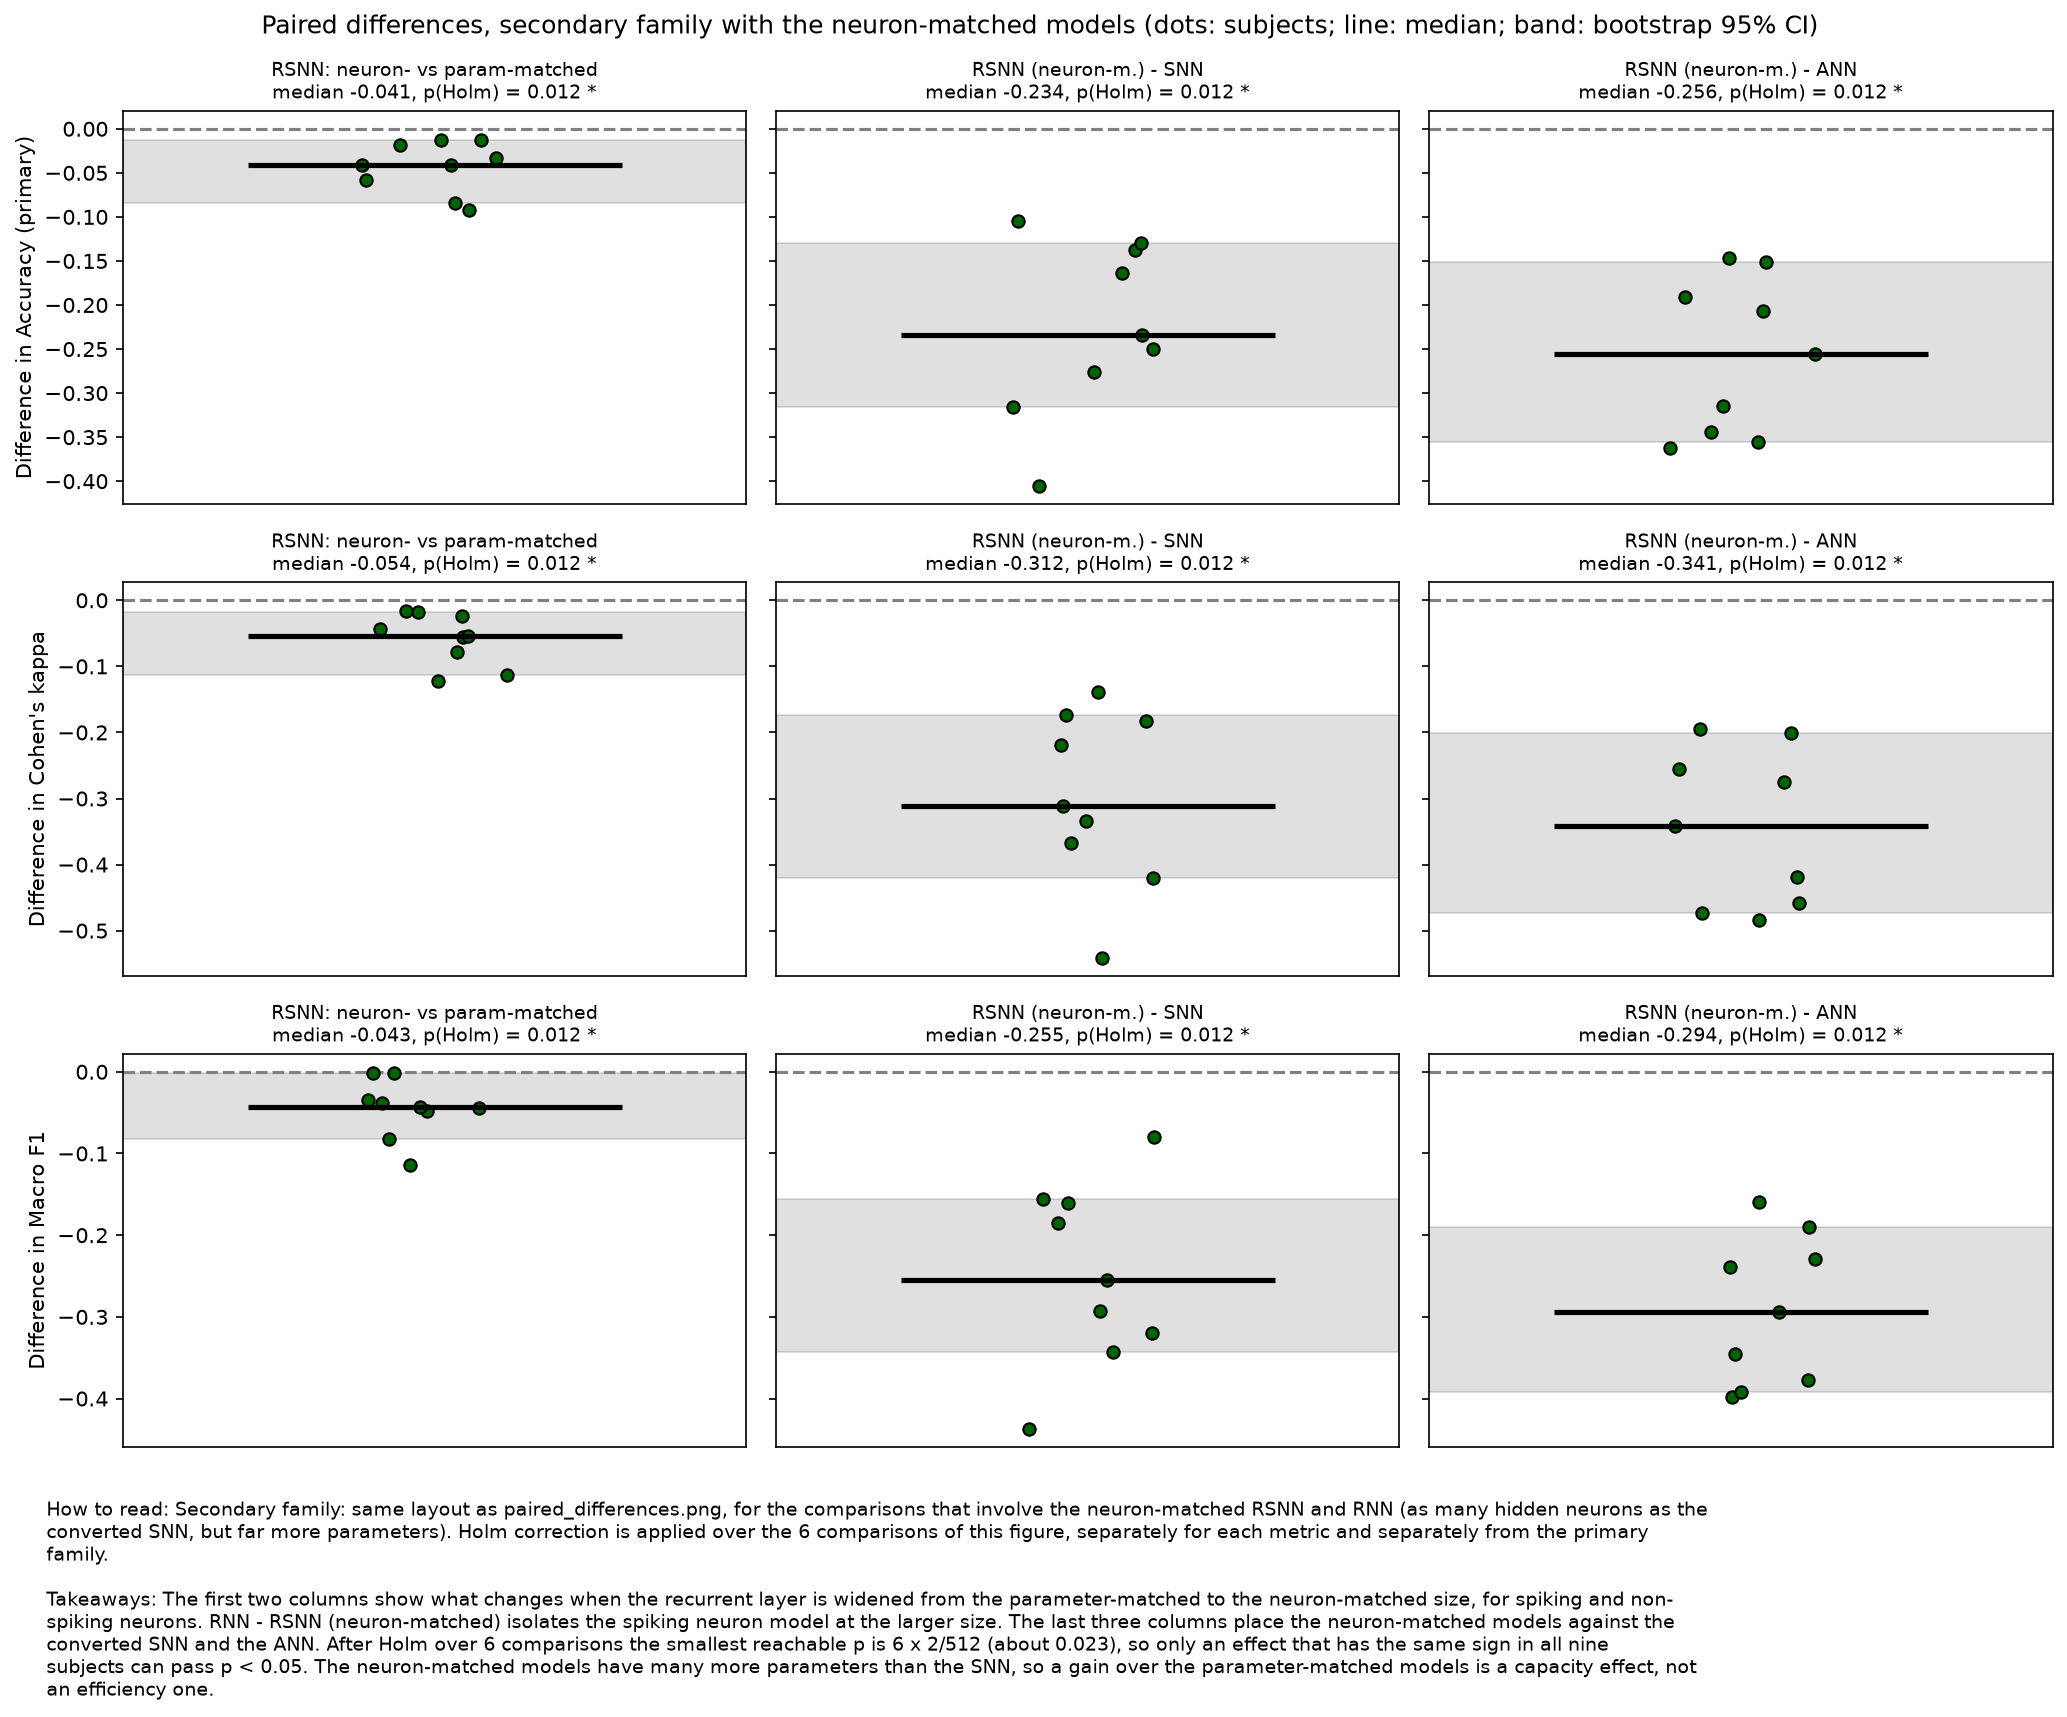 Paired differences, secondary family with the neuron-matched models (dots: subjects; line: median; band: bootstrap 95% CI)
RSNN: neuron- vs param-matched
median -0.041, p(Holm) = 0.012 *
RSNN (neuron-m.) - SNN
median -0.234, p(Holm) = 0.012 *
RSNN (neuron-m.) - ANN
median -0.256, p(Holm) = 0.012 *
Difference in Accuracy (primary)
0.00
−0.05
−0.10
−0.15
−0.20
−0.25
−0.30
−0.35
−0.40
RSNN: neuron- vs param-matched
median -0.054, p(Holm) = 0.012 *
RSNN (neuron-m.) - SNN
median -0.312, p(Holm) = 0.012 *
RSNN (neuron-m.) - ANN
median -0.341, p(Holm) = 0.012 *
Difference in Cohen's kappa
0.0
−0.1
−0.2
−0.3
−0.4
−0.5
RSNN: neuron- vs param-matched
median -0.043, p(Holm) = 0.012 *
RSNN (neuron-m.) - SNN
median -0.255, p(Holm) = 0.012 *
RSNN (neuron-m.) - ANN
median -0.294, p(Holm) = 0.012 *
Difference in Macro F1
0.0
−0.1
−0.2
−0.3
−0.4
How to read: Secondary family: same layout as paired_differences.png, for the comparisons that involve the neuron-matched RSNN and RNN (as many hidden neurons as the
converted SNN, but far more parameters). Holm correction is applied over the 6 comparisons of this figure, separately for each metric and separately from the primary
family.
Takeaways: The first two columns show what changes when the recurrent layer is widened from the parameter-matched to the neuron-matched size, for spiking and non-
spiking neurons. RNN - RSNN (neuron-matched) isolates the spiking neuron model at the larger size. The last three columns place the neuron-matched models against the
converted SNN and the ANN. After Holm over 6 comparisons the smallest reachable p is 6 x 2/512 (about 0.023), so only an effect that has the same sign in all nine
subjects can pass p < 0.05. The neuron-matched models have many more parameters than the SNN, so a gain over the parameter-matched models is a capacity effect, not
an efficiency one.